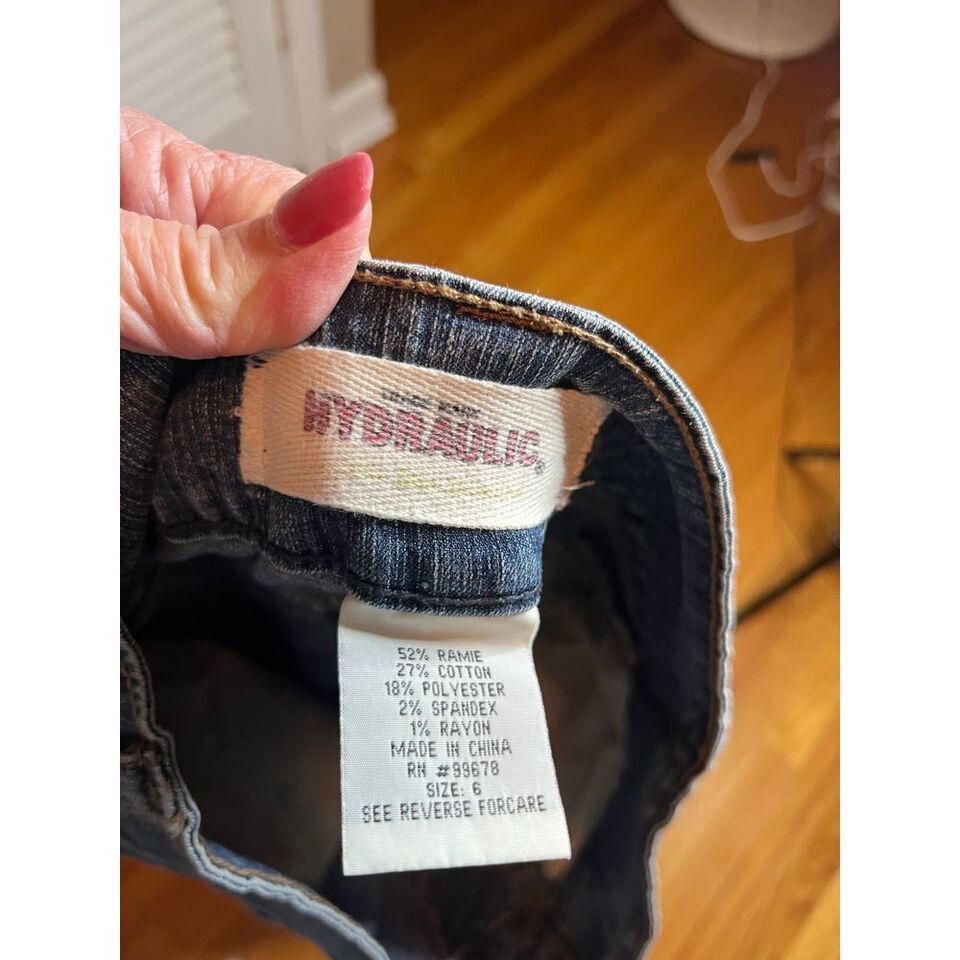 HYDRAULIC
52% RAMIE
27% COTTON
18% POLYESTER
2% SPANDEX
1% RAYON
MADE IN CHINA
RN #99678
SIZE: 6
SEE REVERSE FORCARE